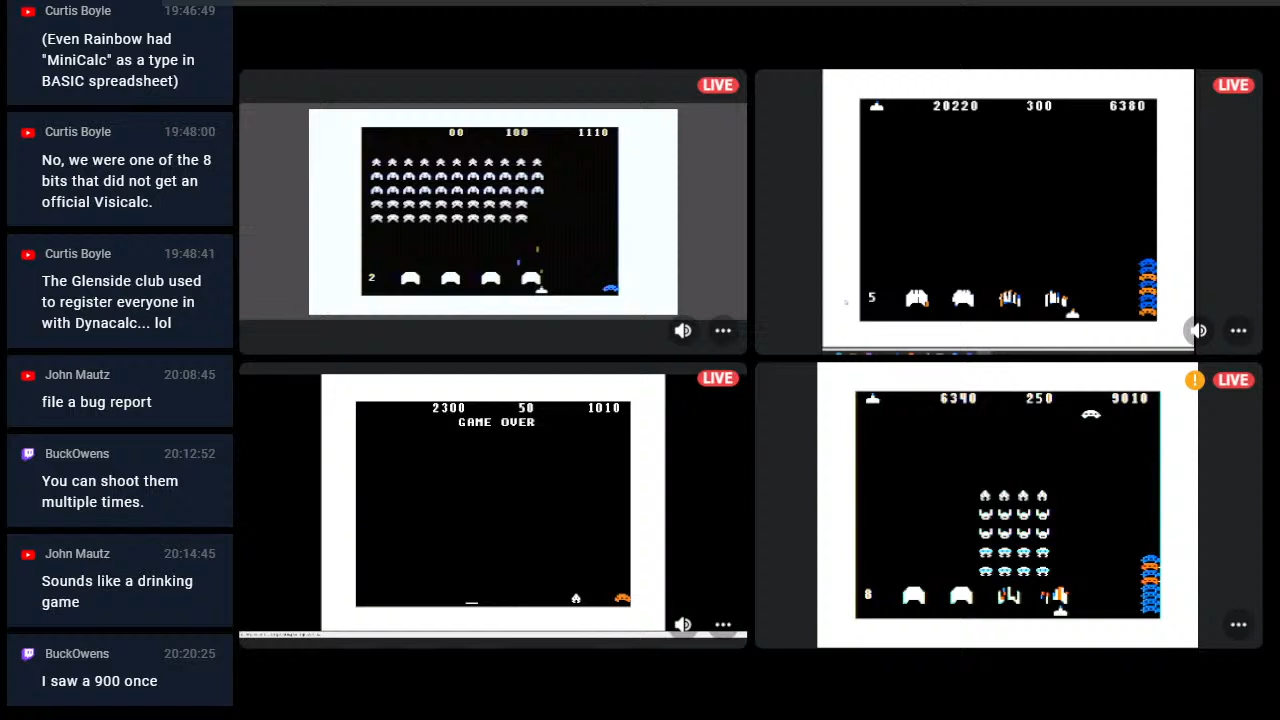 Curtis Boyle 19:46:49
(Even Rainbow had
"MiniCalc" as a type in
BASIC spreadsheet)
Curtis Boyle 19:48:00
No, we were one of the 8
bits that did not get an
official Visicalc.
Curtis Boyle 19:48:41
The Glenside club used
to register everyone in
with Dynacalc... lol
John Mautz 20:08:45
file a bug report
BuckOwens 20:12:52
You can shoot them
multiple times.
John Mautz 20:14:45
Sounds like a drinking
game
BuckOwens 20:20:25
I saw a 900 once
LIVE
00 100 1110
2
LIVE
20220 300 6380
5
LIVE
2300 50 1010
GAME OVER
LIVE
6340 250 9010
8